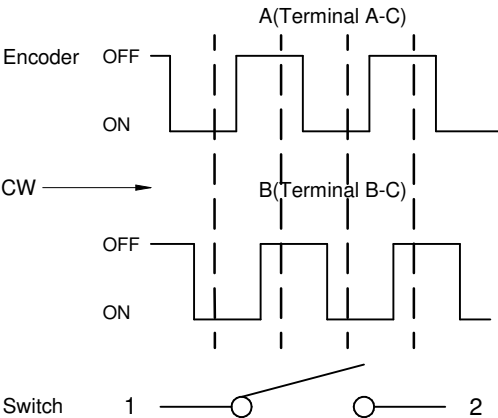 A(Terminal A-C)
Encoder OFF
ON
CW
B(Terminal B-C)
OFF
ON
Switch 1 2